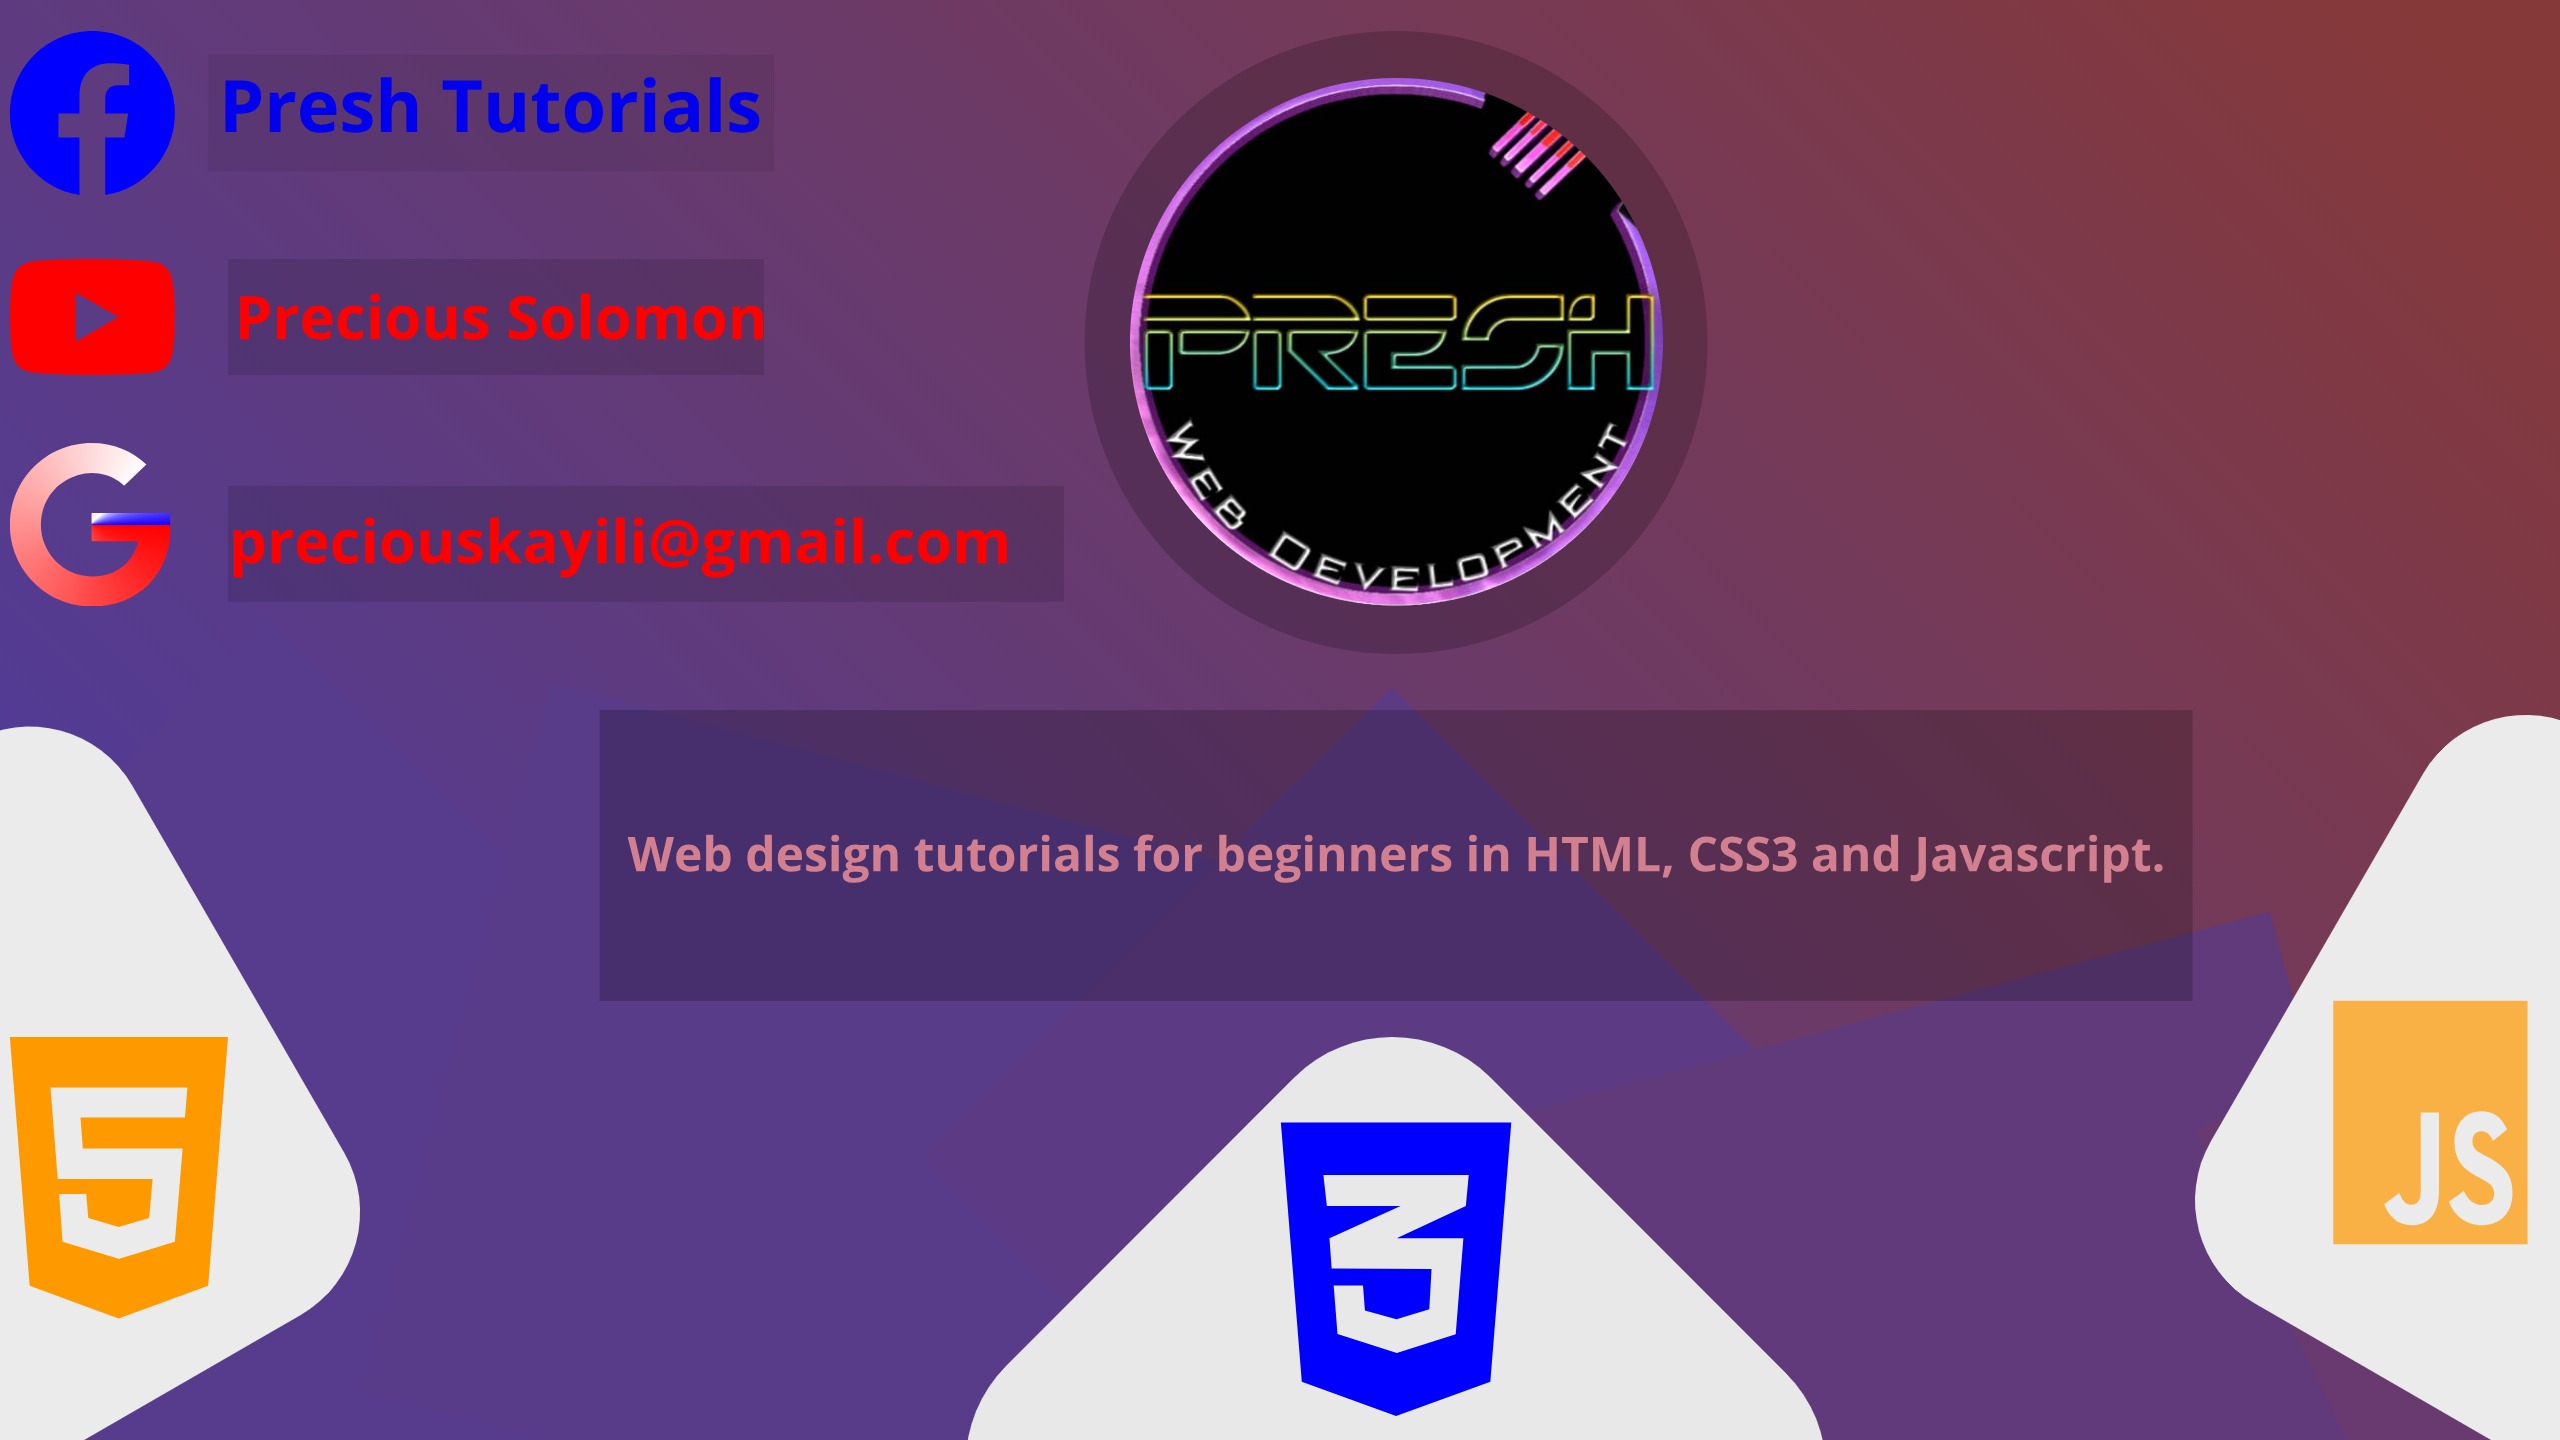 Presh Tutorials
Precious Solomon
preciouskayili@gmail.com
PRESH
WEB DEVELOPMENT
Web design tutorials for beginners in HTML, CSS3 and Javascript.
5
3
JS